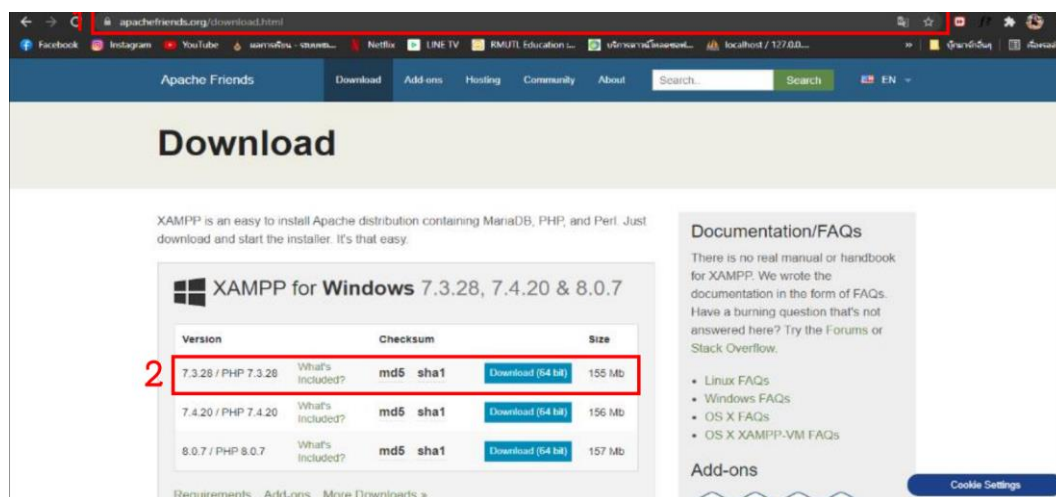 apachefriends.org/download.html
Facebook Instagram YouTube Netflix LINE TV RMUTL Education ... localhost / 127.0.0....
Apache Friends Download Add-ons Hosting Community About Search... Search EN
Download
XAMPP is an easy to install Apache distribution containing MariaDB, PHP, and Perl. Just
download and start the installer. It's that easy.
XAMPP for Windows 7.3.28, 7.4.20 & 8.0.7
Version Checksum Size
2
7.3.28 / PHP 7.3.28 What's Included? md5 sha1 Download (64 bit) 155 Mb
7.4.20 / PHP 7.4.20 What's Included? md5 sha1 Download (64 bit) 156 Mb
8.0.7 / PHP 8.0.7 What's Included? md5 sha1 Download (64 bit) 157 Mb
Requirements Add-ons More Downloads »
Documentation/FAQs
There is no real manual or handbook
for XAMPP. We wrote the
documentation in the form of FAQs.
Have a burning question that's not
answered here? Try the Forums or
Stack Overflow.
• Linux FAQs
• Windows FAQs
• OS X FAQs
• OS X XAMPP-VM FAQs
Add-ons
Cookie Settings